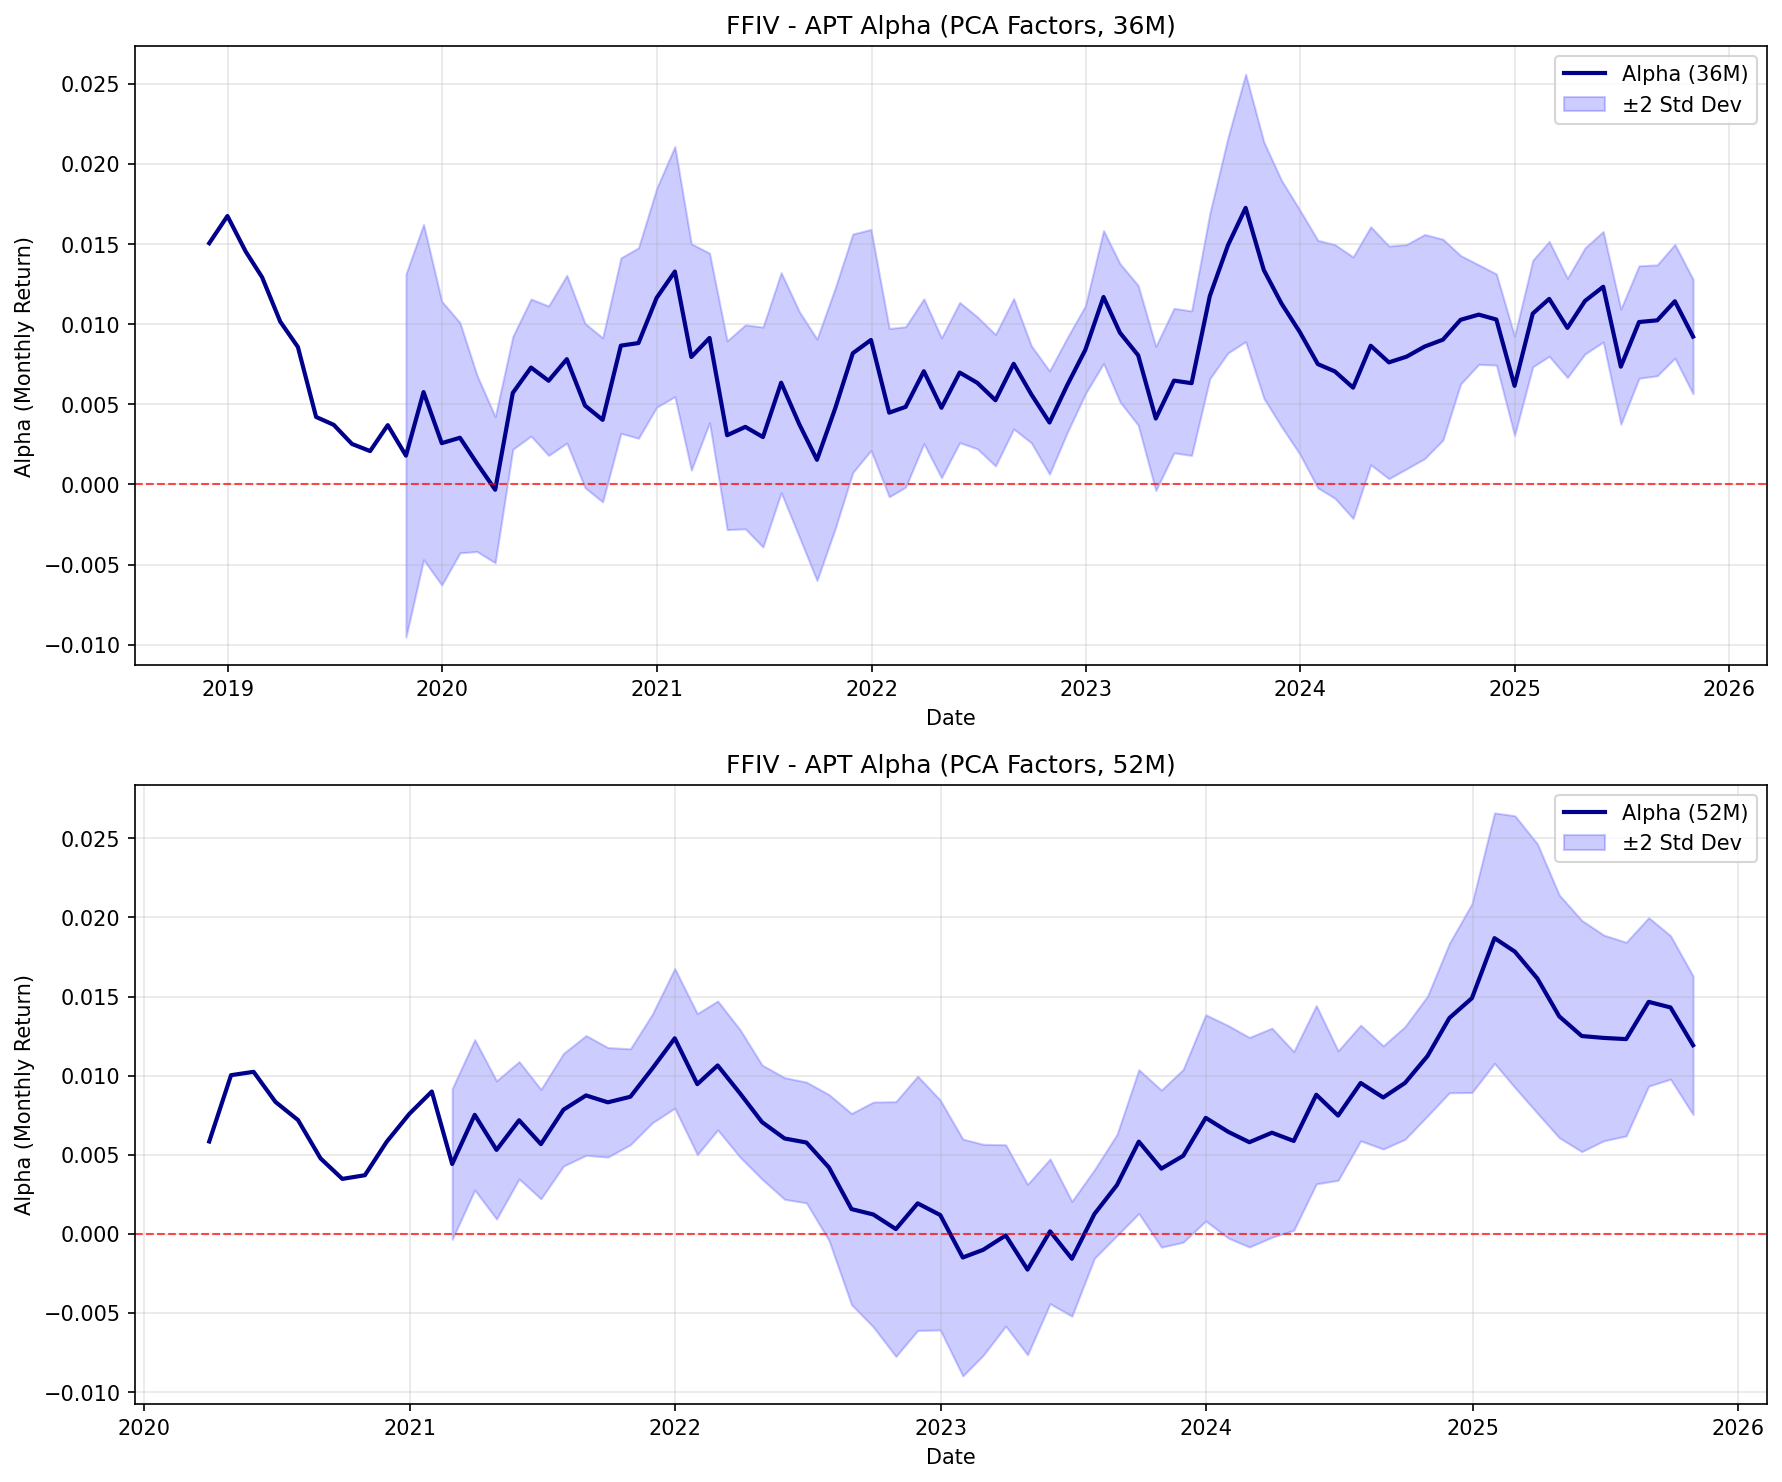 FFIV - APT Alpha (PCA Factors, 36M)
Alpha (Monthly Return)
0.025
0.020
0.015
0.010
0.005
0.000
−0.005
−0.010
Alpha (36M)
±2 Std Dev
2019 2020 2021 2022 2023 2024 2025 2026
Date
FFIV - APT Alpha (PCA Factors, 52M)
Alpha (Monthly Return)
0.025
0.020
0.015
0.010
0.005
0.000
−0.005
−0.010
Alpha (52M)
±2 Std Dev
2020 2021 2022 2023 2024 2025 2026
Date